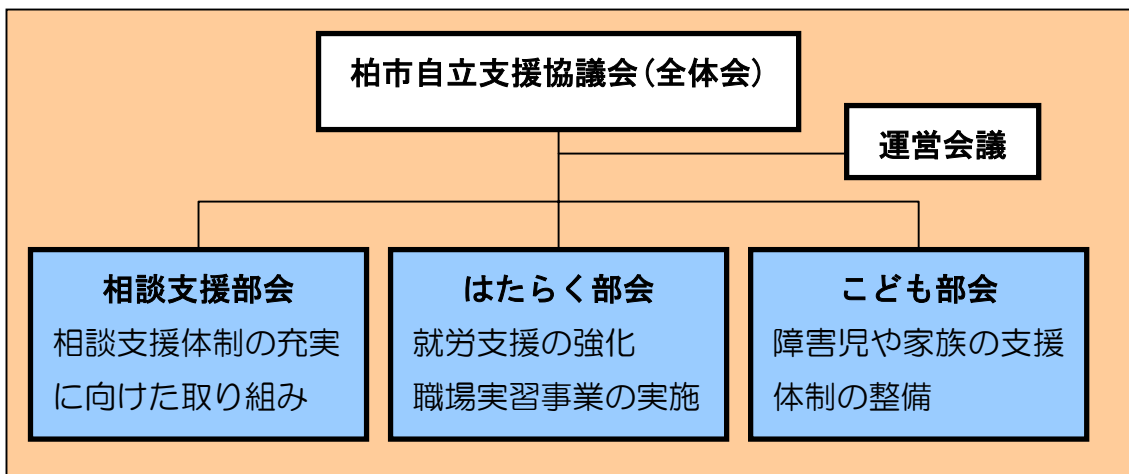 柏市自立支援協議会(全体会)
運営会議
相談支援部会
相談支援体制の充実
に向けた取り組み
はたらく部会
就労支援の強化
職場実習事業の実施
こども部会
障害児や家族の支援
体制の整備